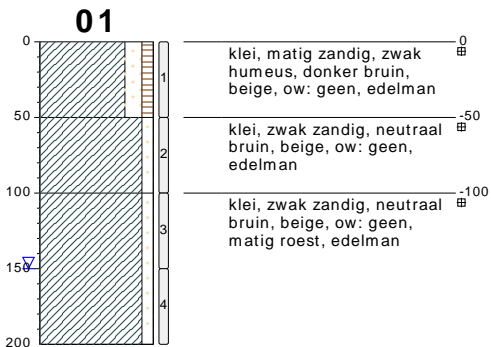 01
0
50
100
150
200
1
2
3
4
0
klei, matig zandig, zwak
humeus, donker bruin,
beige, ow: geen, edelman
-50
klei, zwak zandig, neutraal
bruin, beige, ow: geen,
edelman
-100
klei, zwak zandig, neutraal
bruin, beige, ow: geen,
matig roest, edelman